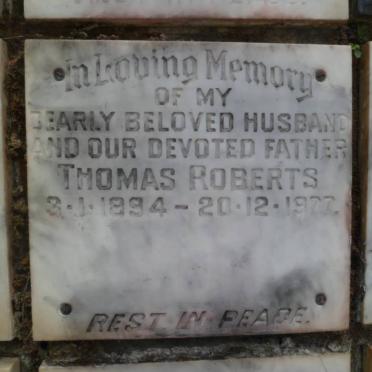 In Loving Memory
OF MY
DEARLY BELOVED HUSBAND
AND OUR DEVOTED FATHER
THOMAS ROBERTS
3·1·1894 – 20·12·1977.
REST IN PEACE.